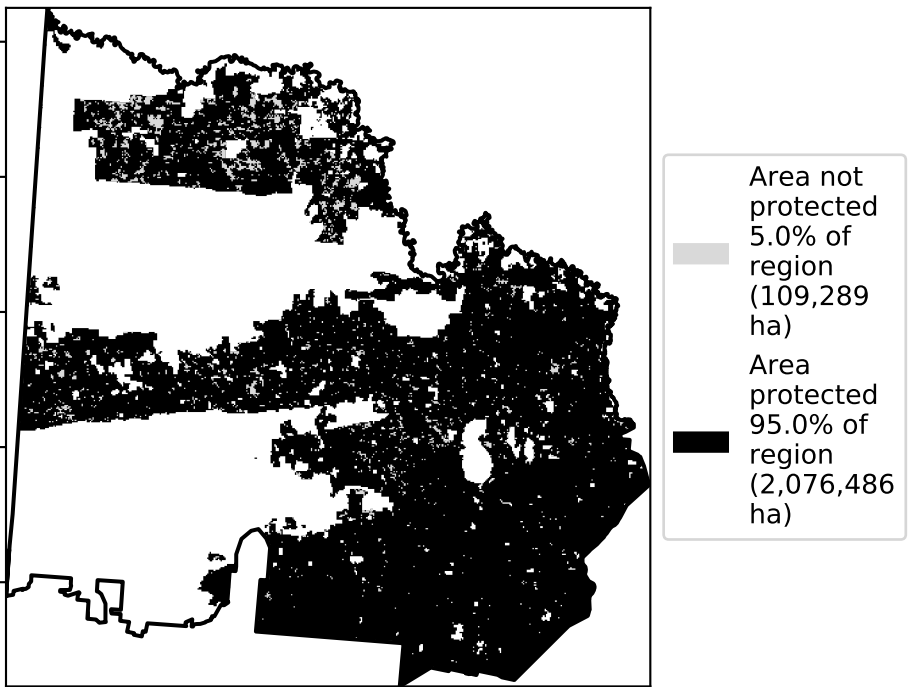 Area not
protected
5.0% of
region
(109,289
ha)
Area
protected
95.0% of
region
(2,076,486
ha)